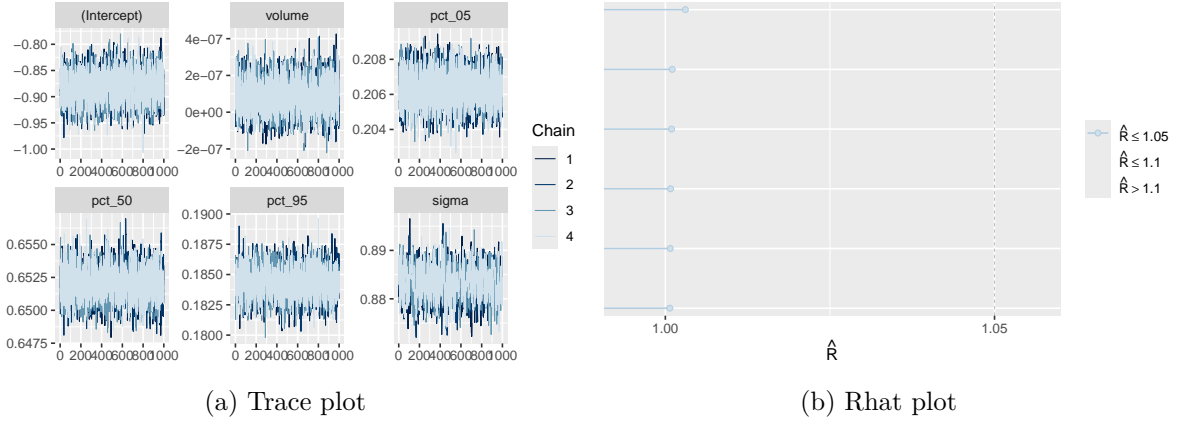 (Intercept)
volume
pct_05
−0.80
−0.85
−0.90
−0.95
−1.00
4e−07
2e−07
0e+00
−2e−07
0.208
0.206
0.204
0 200400600800 1000
0 200400600800 1000
0 200400600800 1000
pct_50
pct_95
sigma
0.6550
0.6525
0.6500
0.6475
0.1900
0.1875
0.1850
0.1825
0.1800
0.89
0.88
0 200400600800 1000
0 200400600800 1000
0 200400600800 1000
Chain
1
2
3
4
(a) Trace plot
1.00
1.05
R̂
R̂ ≤ 1.05
R̂ ≤ 1.1
R̂ > 1.1
(b) Rhat plot